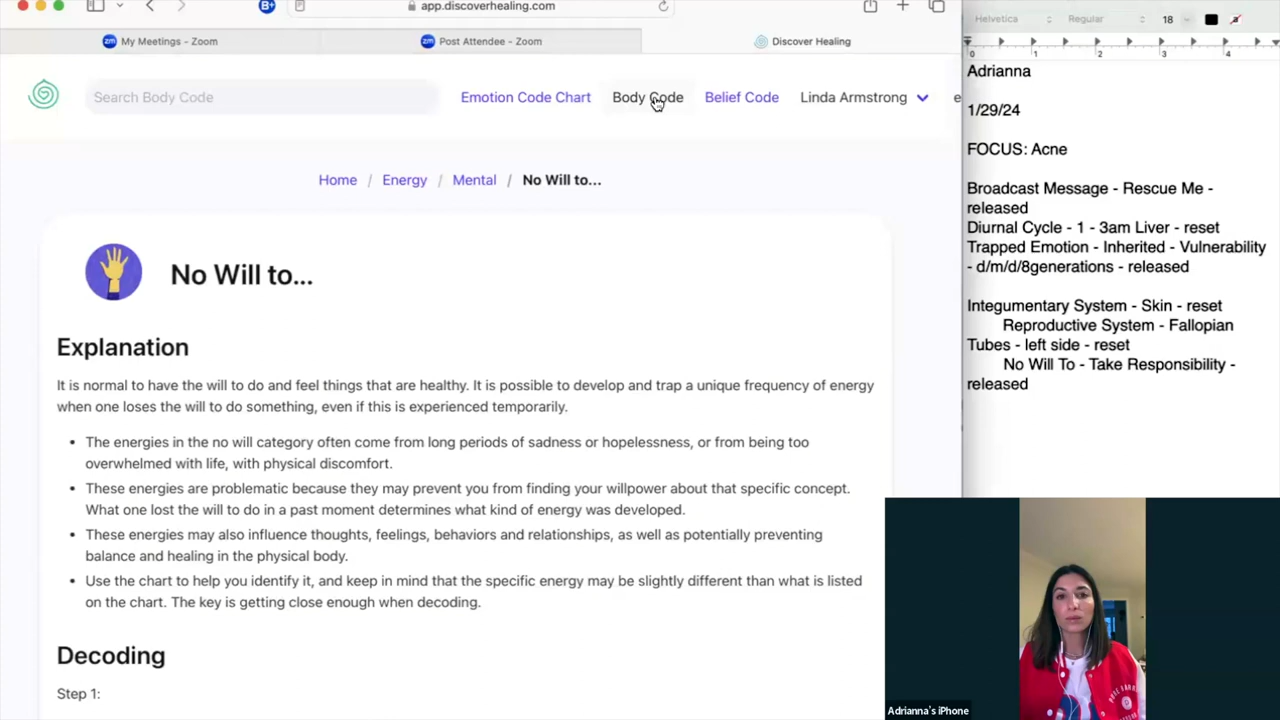 app.discoverhealing.com
Helvetica
Regular
18
My Meetings – Zoom
Post Attendee – Zoom
Discover Healing
0 1 2 3 4
Search Body Code
Emotion Code Chart
Body Code
Belief Code
Linda Armstrong
e
Home / Energy / Mental / No Will to...
No Will to...
Explanation
It is normal to have the will to do and feel things that are healthy. It is possible to develop and trap a unique frequency of energy
when one loses the will to do something, even if this is experienced temporarily.
• The energies in the no will category often come from long periods of sadness or hopelessness, or from being too
overwhelmed with life, with physical discomfort.
• These energies are problematic because they may prevent you from finding your willpower about that specific concept.
What one lost the will to do in a past moment determines what kind of energy was developed.
• These energies may also influence thoughts, feelings, behaviors and relationships, as well as potentially preventing
balance and healing in the physical body.
• Use the chart to help you identify it, and keep in mind that the specific energy may be slightly different than what is listed
on the chart. The key is getting close enough when decoding.
Decoding
Step 1:
Adrianna
1/29/24
FOCUS: Acne
Broadcast Message - Rescue Me -
released
Diurnal Cycle - 1 - 3am Liver - reset
Trapped Emotion - Inherited - Vulnerability
- d/m/d/8generations - released
Integumentary System - Skin - reset
Reproductive System - Fallopian
Tubes - left side - reset
No Will To - Take Responsibility -
released
Adrianna's iPhone